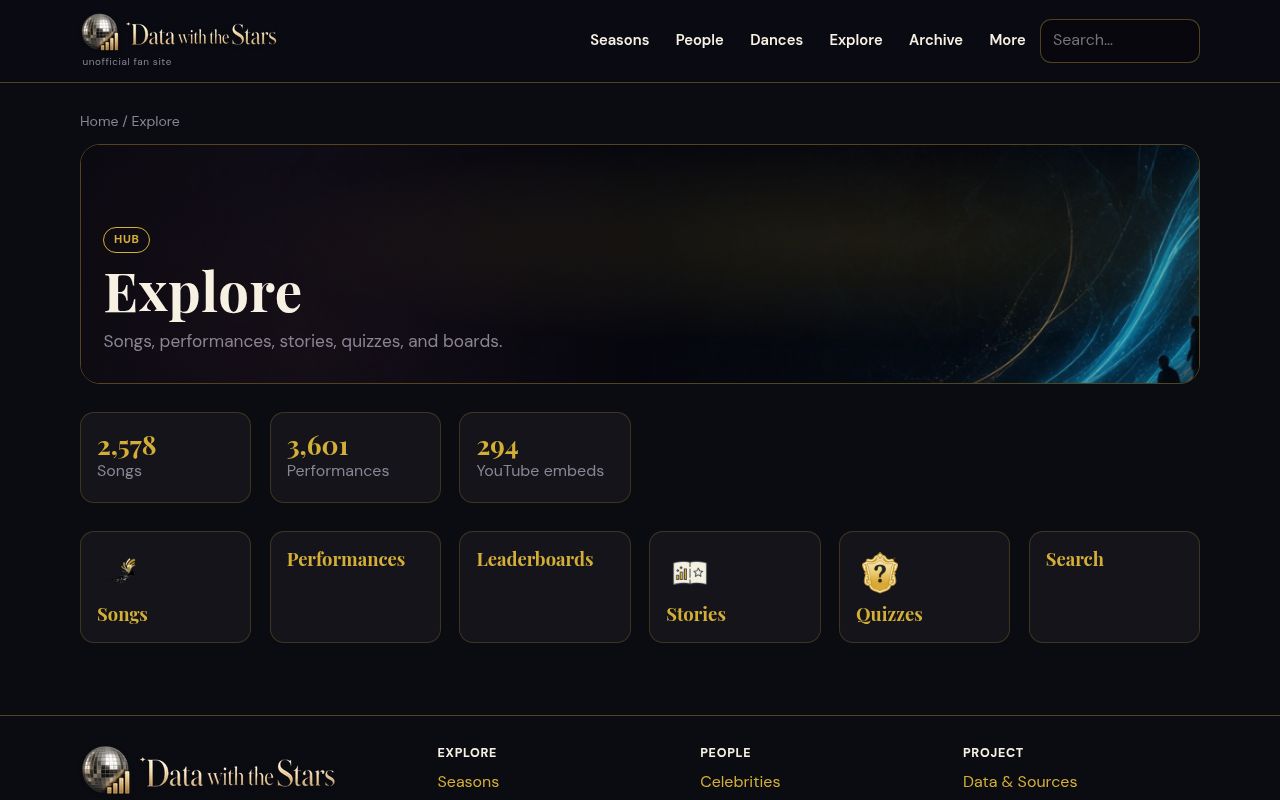 Data with the Stars
unofficial fan site
Seasons
People
Dances
Explore
Archive
More
Search...
Home / Explore
HUB
Explore
Songs, performances, stories, quizzes, and boards.
2,578
Songs
3,601
Performances
294
YouTube embeds
Songs
Performances
Leaderboards
Stories
?
Quizzes
Search
Data with the Stars
EXPLORE
Seasons
PEOPLE
Celebrities
PROJECT
Data & Sources